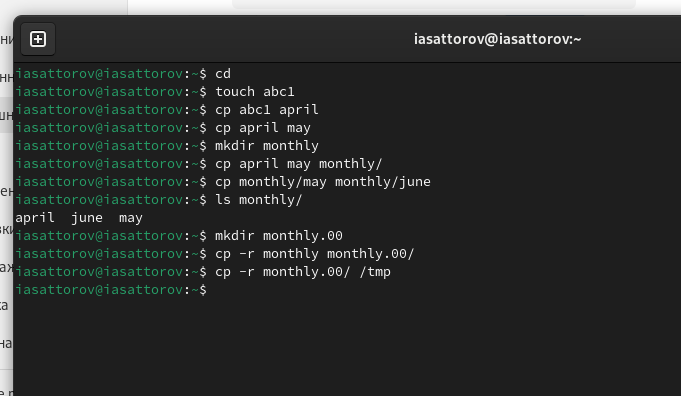 iasattorov@iasattorov:~
iasattorov@iasattorov:~$ cd
iasattorov@iasattorov:~$ touch abc1
iasattorov@iasattorov:~$ cp abc1 april
iasattorov@iasattorov:~$ cp april may
iasattorov@iasattorov:~$ mkdir monthly
iasattorov@iasattorov:~$ cp april may monthly/
iasattorov@iasattorov:~$ cp monthly/may monthly/june
iasattorov@iasattorov:~$ ls monthly/
april  june  may
iasattorov@iasattorov:~$ mkdir monthly.00
iasattorov@iasattorov:~$ cp -r monthly monthly.00/
iasattorov@iasattorov:~$ cp -r monthly.00/ /tmp
iasattorov@iasattorov:~$